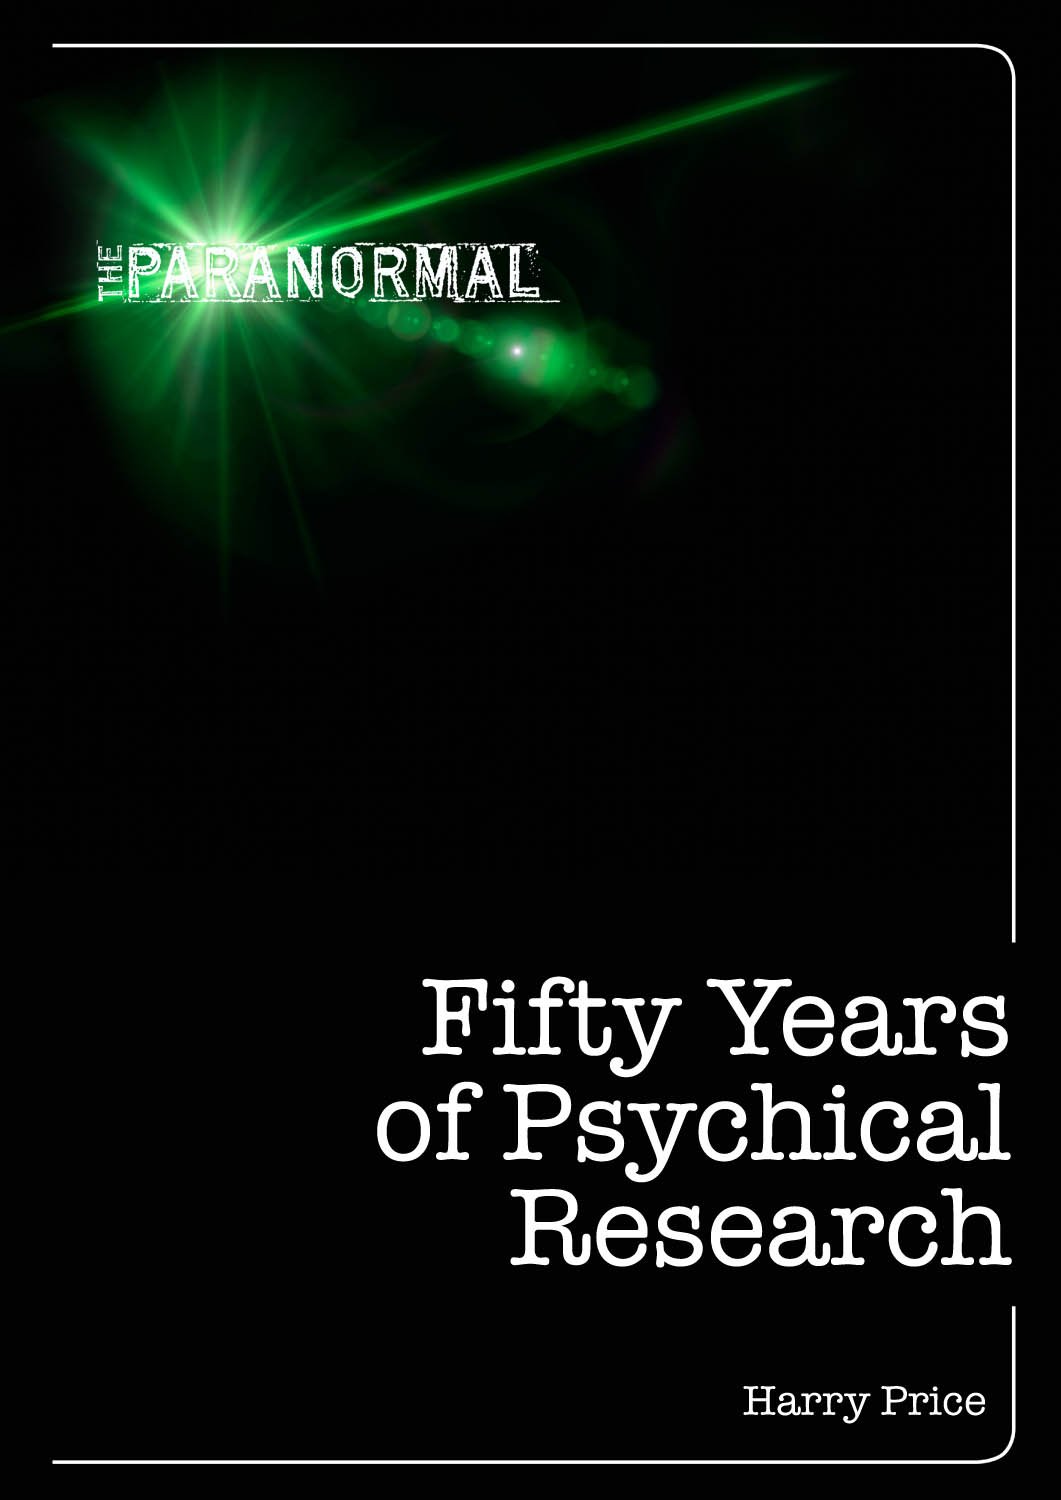 THE PARANORMAL
Fifty Years
of Psychical
Research
Harry Price